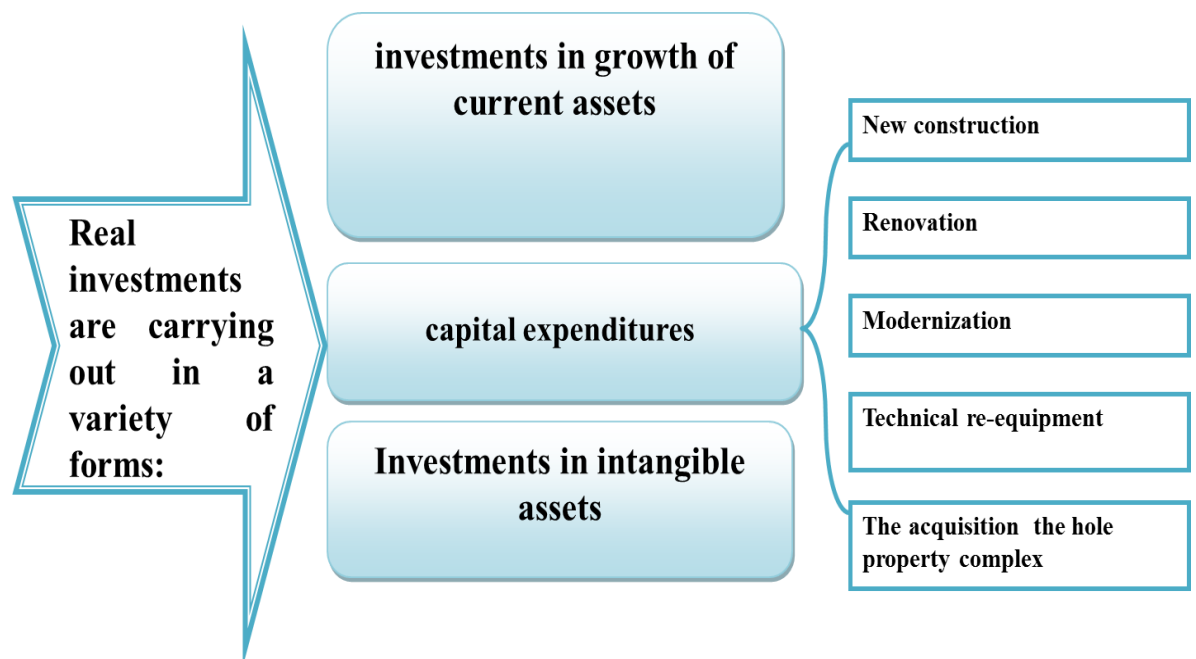 Real
investments
are carrying
out in a
variety of
forms:
investments in growth of
current assets
capital expenditures
Investments in intangible
assets
New construction
Renovation
Modernization
Technical re-equipment
The acquisition the hole
property complex